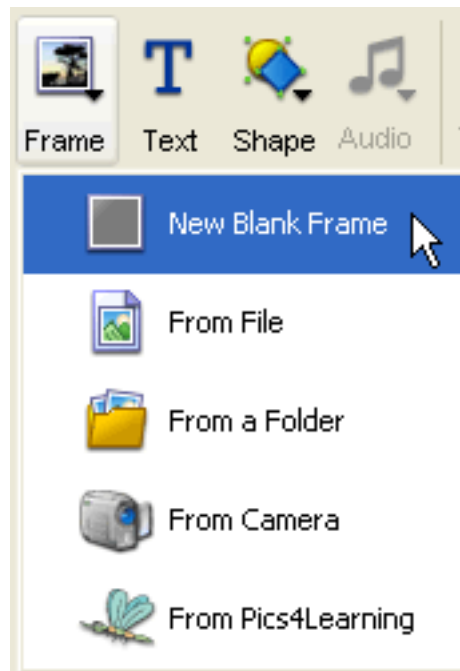 Frame Text Shape Audio
New Blank Frame
From File
From a Folder
From Camera
From Pics4Learning